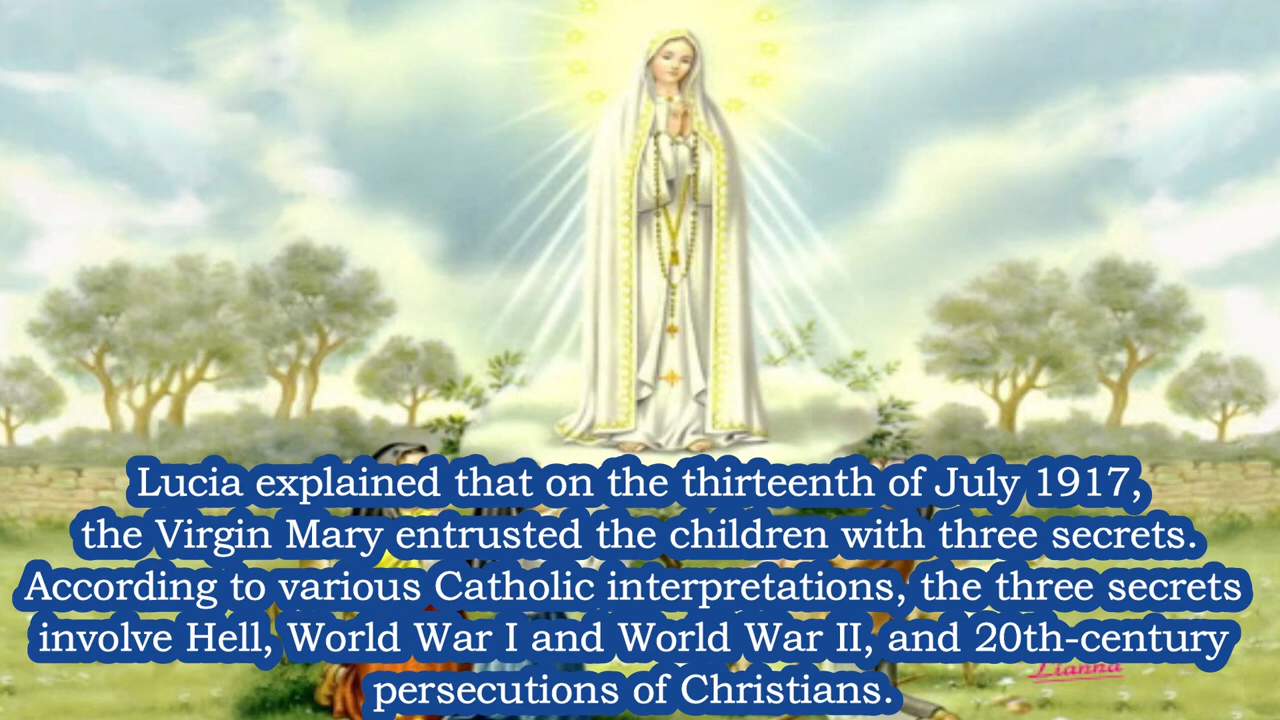 Lucia explained that on the thirteenth of July 1917,
the Virgin Mary entrusted the children with three secrets.
According to various Catholic interpretations, the three secrets
involve Hell, World War I and World War II, and 20th-century
Lianna
persecutions of Christians.